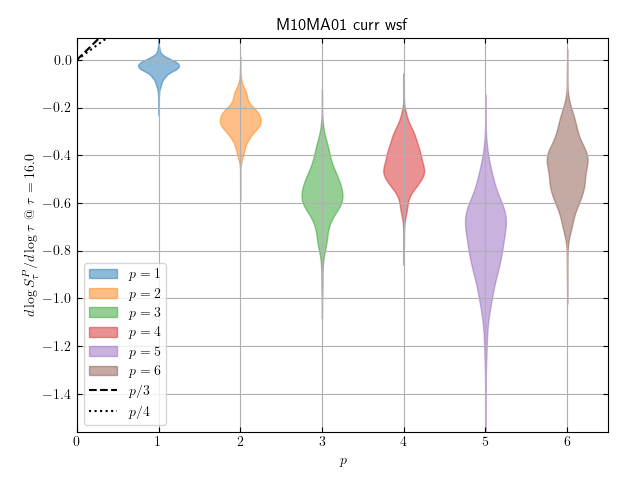 M10MA01 curr wsf
d log S_τ^P / d log τ @ τ = 16.0
0.0
−0.2
−0.4
−0.6
−0.8
−1.0
−1.2
−1.4
p = 1
p = 2
p = 3
p = 4
p = 5
p = 6
p/3
p/4
0 1 2 3 4 5 6
p